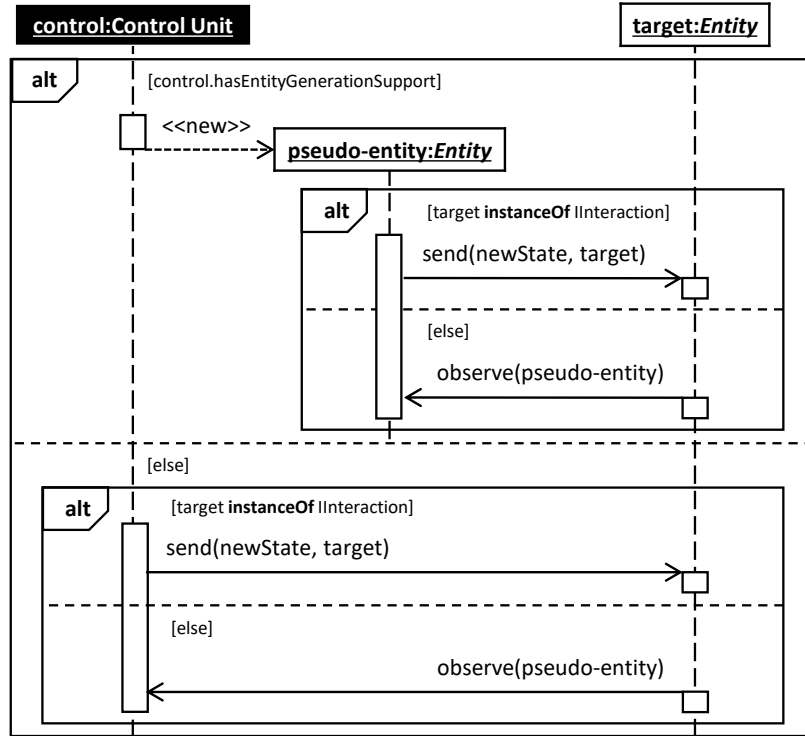 control:Control Unit
target:Entity
alt
[control.hasEntityGenerationSupport]
<<new>>
pseudo-entity:Entity
alt
[target instanceOf IInteraction]
send(newState, target)
[else]
observe(pseudo-entity)
[else]
alt
[target instanceOf IInteraction]
send(newState, target)
[else]
observe(pseudo-entity)